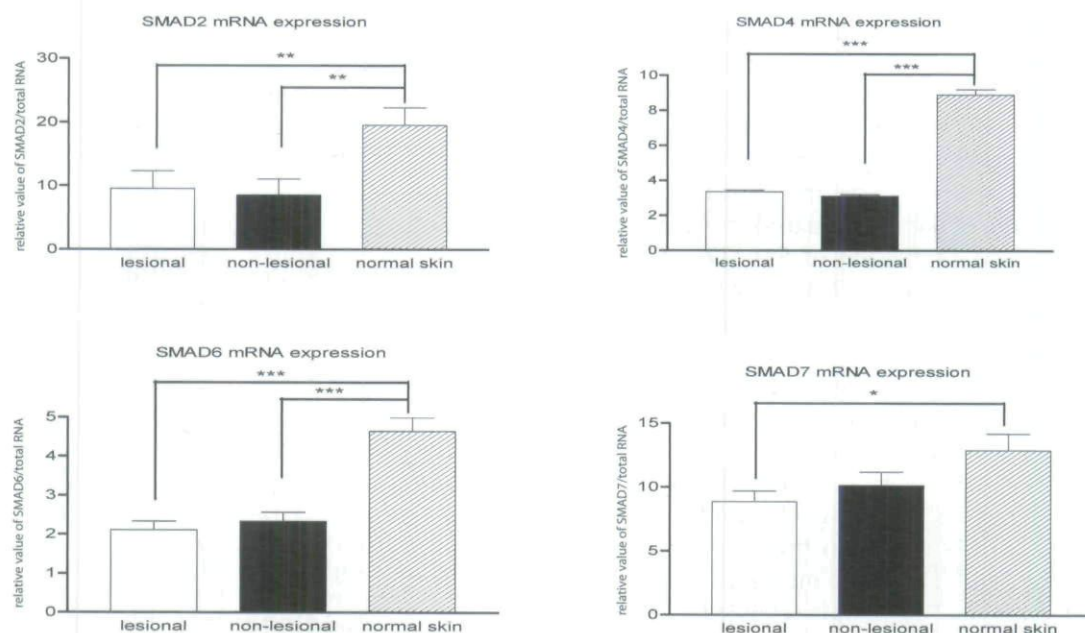 SMAD2 mRNA expression
relative value of SMAD2/total RNA
30
20
10
0
**
**
lesional non-lesional normal skin
SMAD4 mRNA expression
relative value of SMAD4/total RNA
10
8
6
4
2
0
***
***
lesional non-lesional normal skin
SMAD6 mRNA expression
relative value of SMAD6/total RNA
5
4
3
2
1
0
***
***
lesional non-lesional normal skin
SMAD7 mRNA expression
relative value of SMAD7/total RNA
15
10
5
0
*
lesional non-lesional normal skin